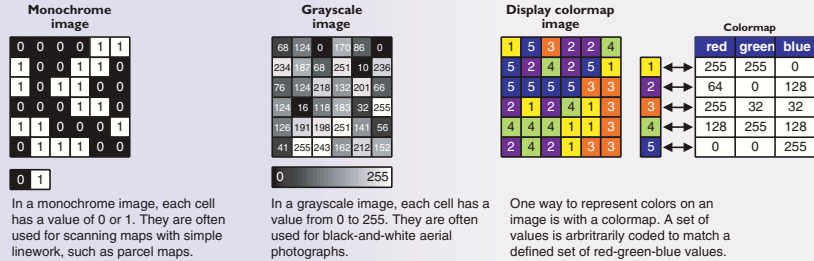 Monochrome
image
0 0 0 0 1 1
1 0 0 1 1 0
1 0 1 1 0 0
0 0 0 1 1 0
1 1 0 0 0 1
0 1 1 1 0 0
0 1
In a monochrome image, each cell
has a value of 0 or 1. They are often
used for scanning maps with simple
linework, such as parcel maps.
Grayscale
image
68 124 0 170 86 0
234 187 68 251 10 236
76 124 218 132 201 66
124 16 118 183 32 255
126 191 198 251 141 56
41 255 243 162 212 152
0 255
In a grayscale image, each cell has a
value from 0 to 255. They are often
used for black-and-white aerial
photographs.
Display colormap
image
1 5 3 2 2 4
5 2 4 2 5 1
5 5 5 5 3 3
2 1 2 4 1 3
4 4 4 1 1 3
2 4 2 1 3 3
Colormap
red green blue
1 255 255 0
2 64 0 128
3 255 32 32
4 128 255 128
5 0 0 255
One way to represent colors on an
image is with a colormap. A set of
values is arbritrarily coded to match a
defined set of red-green-blue values.